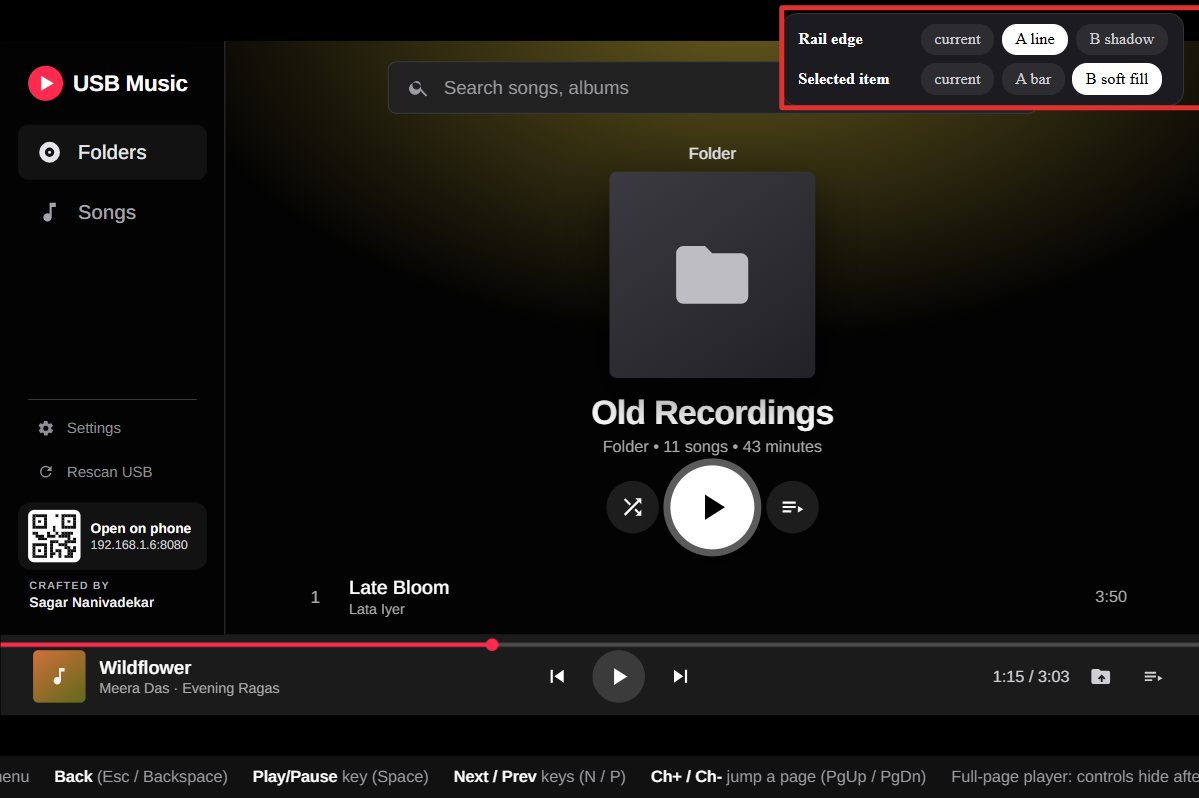 Rail edge current A line B shadow
Selected item current A bar B soft fill
USB Music
Search songs, albums
Folders
Songs
Folder
Old Recordings
Folder • 11 songs • 43 minutes
Settings
Rescan USB
Open on phone
192.168.1.6:8080
CRAFTED BY
Sagar Nanivadekar
1 Late Bloom 3:50
Lata Iyer
Wildflower
Meera Das · Evening Ragas
1:15 / 3:03
enu Back (Esc / Backspace) Play/Pause key (Space) Next / Prev keys (N / P) Ch+ / Ch- jump a page (PgUp / PgDn) Full-page player: controls hide afte